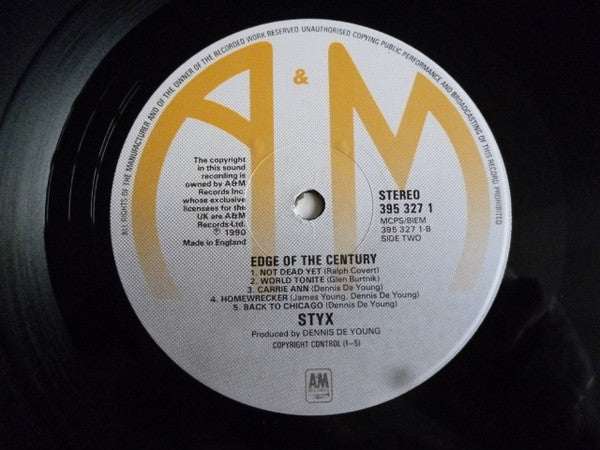 ALL RIGHTS OF THE MANUFACTURER AND OF THE OWNER OF THE RECORDED WORK RESERVED UNAUTHORISED COPYING PUBLIC PERFORMANCE AND BROADCASTING OF THIS RECORD PROHIBITED
A & M
The copyright
in this sound
recording is
owned by A&M
Records Inc.
whose exclusive
licensees for the
UK are A&M
Records Ltd.
℗ 1990
Made in England
STEREO
395 327 1
MCPS/BIEM
395 327 1-B
SIDE TWO
EDGE OF THE CENTURY
1. NOT DEAD YET (Ralph Covert)
2. WORLD TONITE (Glen Burtnik)
3. CARRIE ANN (Dennis De Young)
4. HOMEWRECKER (James Young, Dennis De Young)
5. BACK TO CHICAGO (Dennis De Young)
STYX
Produced by DENNIS DE YOUNG
COPYRIGHT CONTROL (1–5)
AM